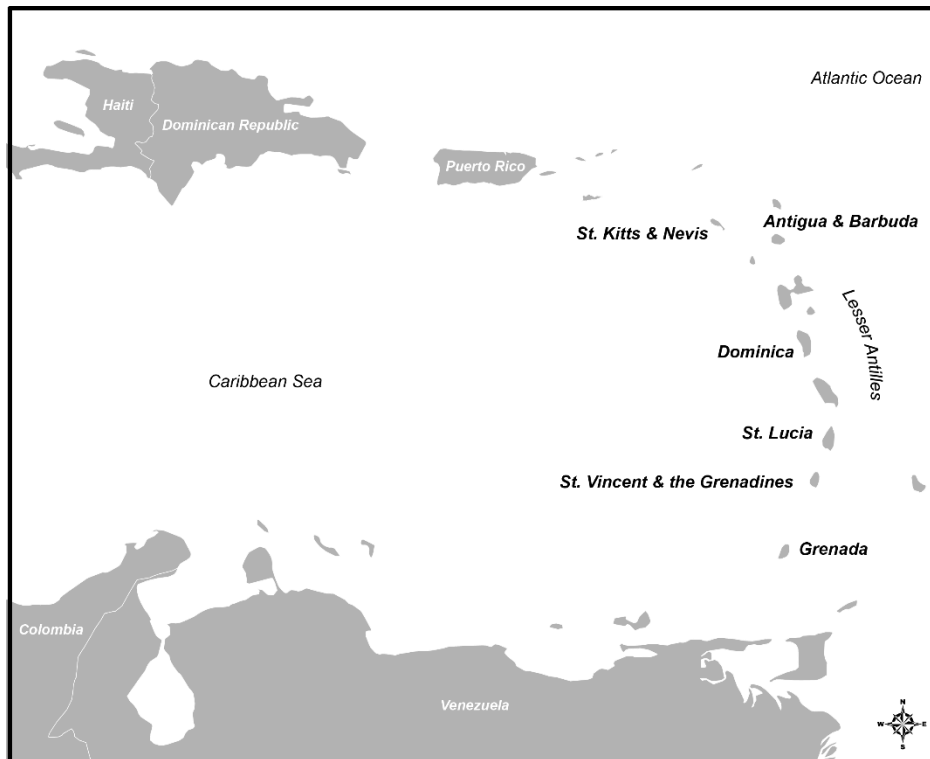 Atlantic Ocean
Haiti
Dominican Republic
Puerto Rico
St. Kitts & Nevis
Antigua & Barbuda
Lesser Antilles
Dominica
Caribbean Sea
St. Lucia
St. Vincent & the Grenadines
Grenada
Colombia
Venezuela
N
W E
S